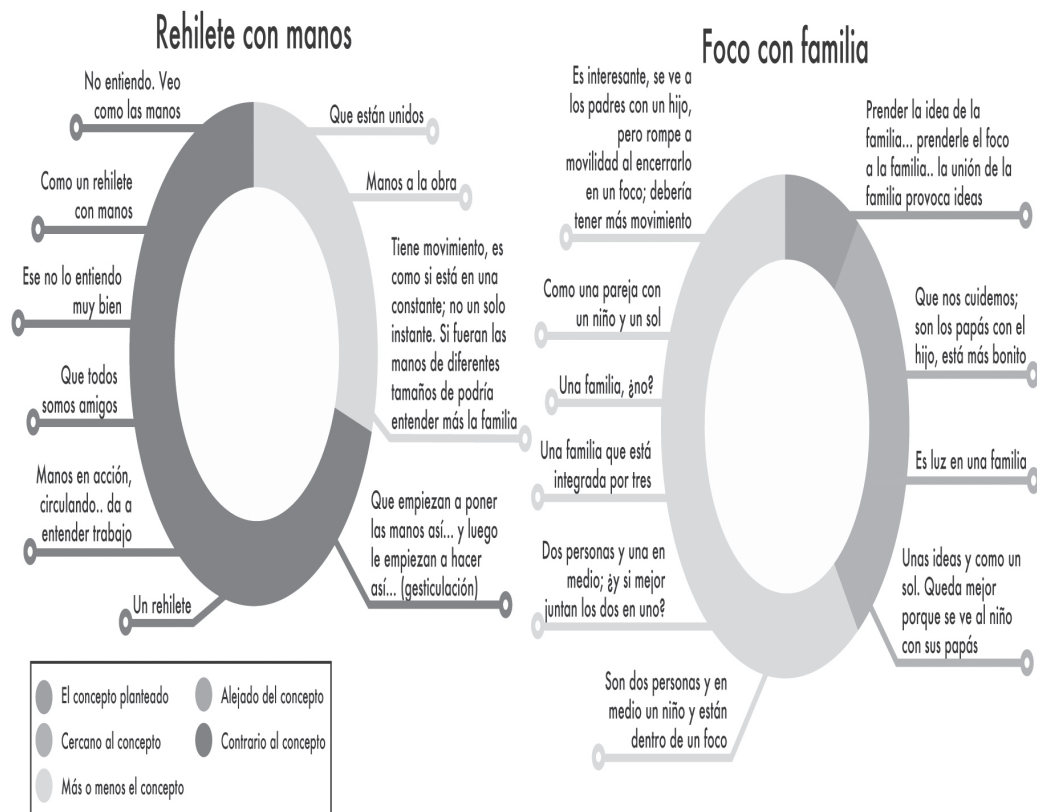 Rehilete con manos
No entiendo. Veo
como las manos
Como un rehilete
con manos
Ese no lo entiendo
muy bien
Que todos
somos amigos
Manos en acción,
circulando.. da a
entender trabajo
Un rehilete
Que están unidos
Manos a la obra
Tiene movimiento, es
como si está en una
constante; no un solo
instante. Si fueran las
manos de diferentes
tamaños de podría
entender más la familia
Que empiezan a poner
las manos así... y luego
le empiezan a hacer
así... (gesticulación)
Foco con familia
Es interesante, se ve a
los padres con un hijo,
pero rompe a
movilidad al encerrarlo
en un foco; debería
tener más movimiento
Como una pareja con
un niño y un sol
Una familia, ¿no?
Una familia que está
integrada por tres
Dos personas y una en
medio; ¿y si mejor
juntan los dos en uno?
Son dos personas y en
medio un niño y están
dentro de un foco
Prender la idea de la
familia... prenderle el foco
a la familia.. la unión de la
familia provoca ideas
Que nos cuidemos;
son los papás con el
hijo, está más bonito
Es luz en una familia
Unas ideas y como un
sol. Queda mejor
porque se ve al niño
con sus papás
El concepto planteado
Cercano al concepto
Más o menos el concepto
Alejado del concepto
Contrario al concepto